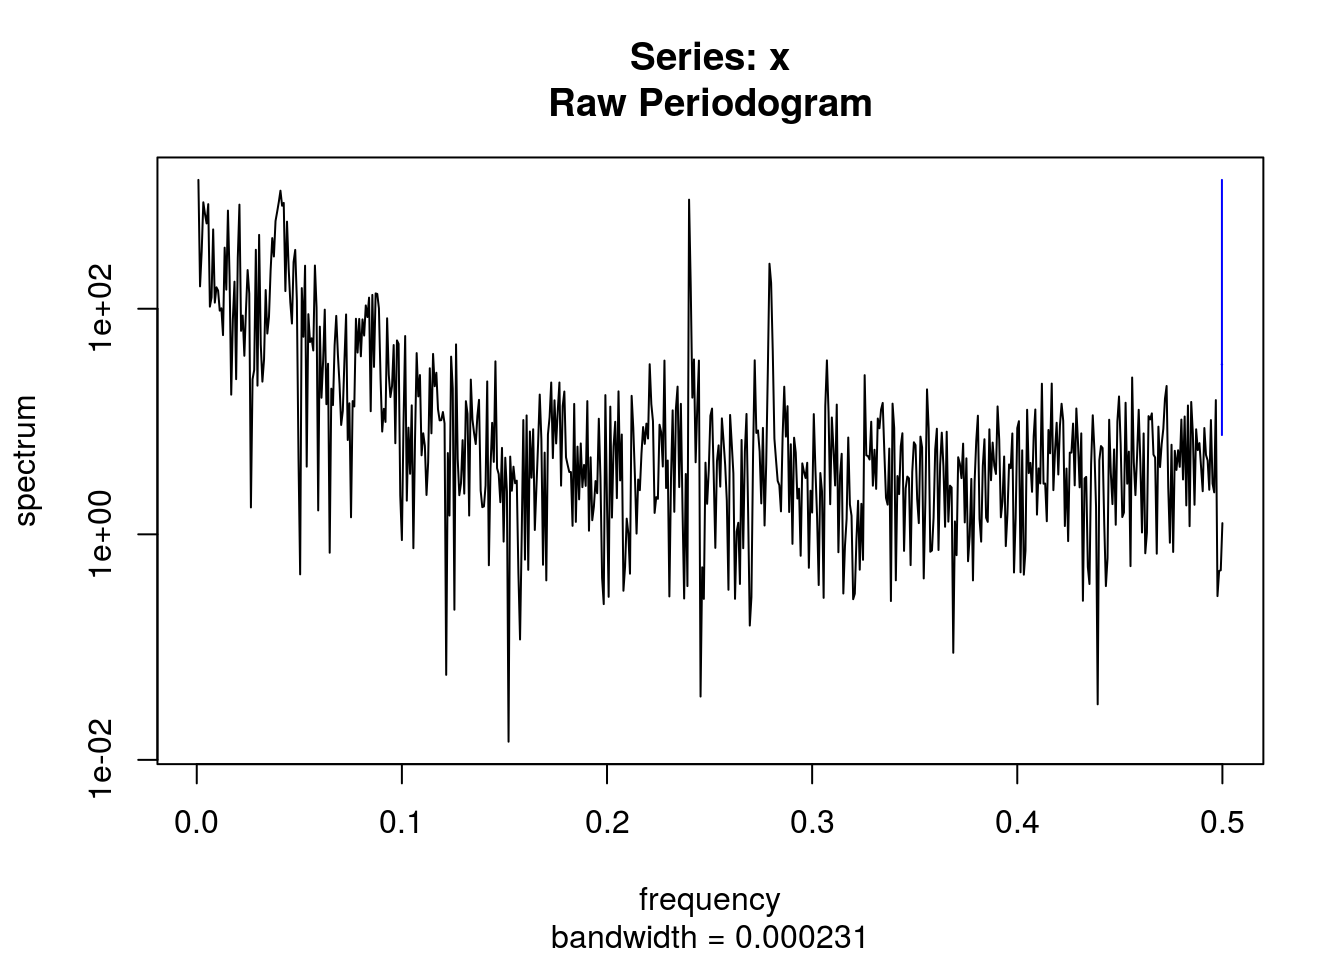 Series: x
Raw Periodogram
spectrum
1e+02
1e+00
1e-02
0.0 0.1 0.2 0.3 0.4 0.5
frequency
bandwidth = 0.000231